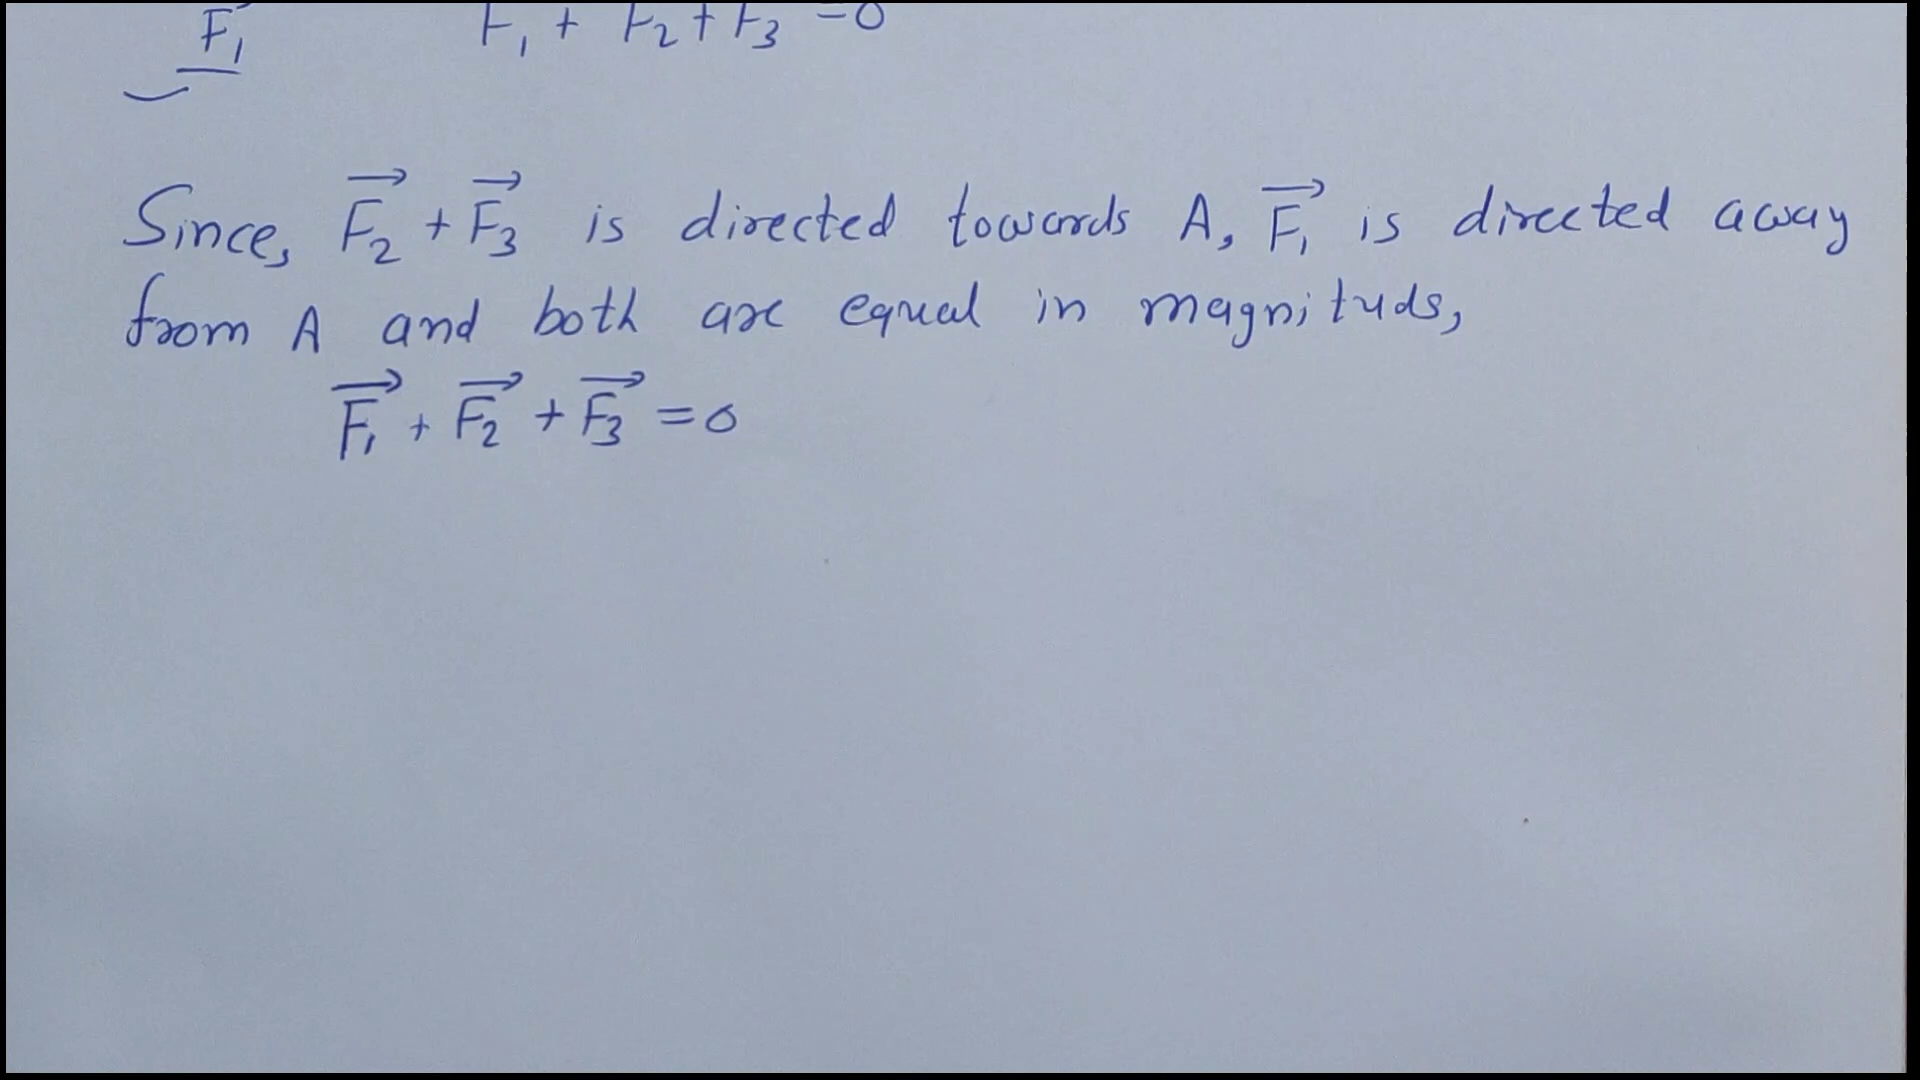 F₁ F₁ + F₂ + F₃ = 0
Since, F₂⃗ + F₃⃗ is directed towards A, F₁⃗ is directed away
from A and both are equal in magnituds,
F₁⃗ + F₂⃗ + F₃⃗ = 0